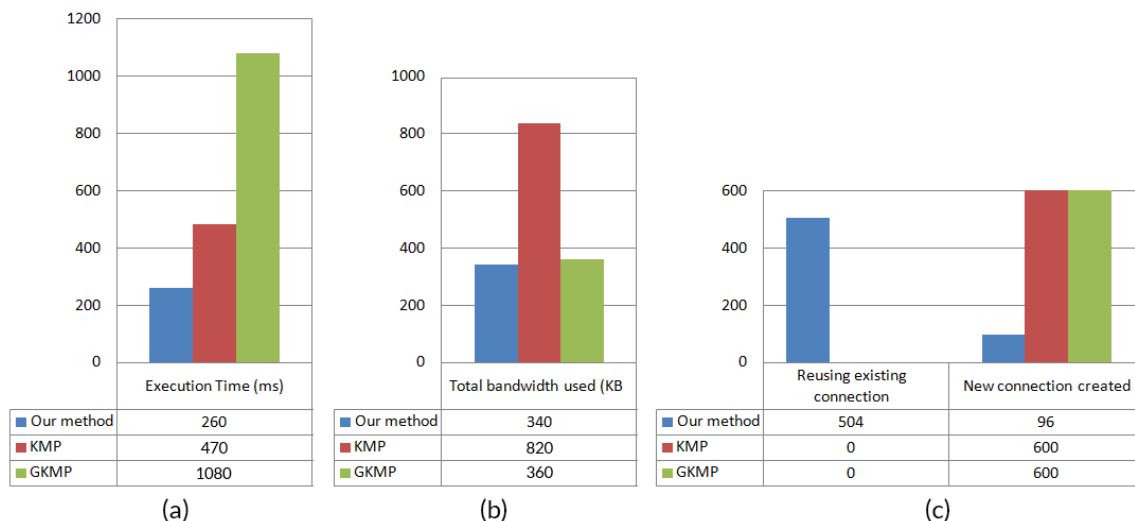 1200
1000
800
600
400
200
0
Execution Time (ms)
Our method 260
KMP 470
GKMP 1080
(a)
1000
800
600
400
200
0
Total bandwidth used (KB
Our method 340
KMP 820
GKMP 360
(b)
600
400
200
0
Reusing existing
connection
New connection created
Our method 504 96
KMP 0 600
GKMP 0 600
(c)